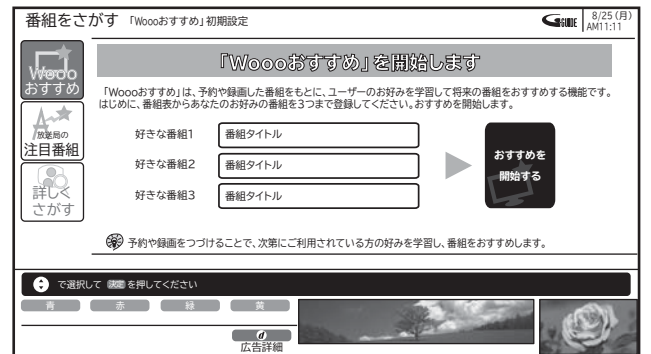 番組をさがす 「Woooおすすめ」初期設定
G GUIDE
8/25(月)
AM11:11
Wooo
おすすめ
放送局の
注目番組
詳しく
さがす
「Woooおすすめ」を開始します
「Woooおすすめ」は、予約や録画した番組をもとに、ユーザーのお好みを学習して将来の番組をおすすめする機能です。
はじめに、番組表からあなたのお好みの番組を3つまで登録してください。おすすめを開始します。
好きな番組1 番組タイトル
好きな番組2 番組タイトル
好きな番組3 番組タイトル
おすすめを
開始する
予約や録画をつづけることで、次第にご利用されている方の好みを学習し、番組をおすすめします。
で選択して 決定 を押してください
青 赤 緑 黄
d
広告詳細